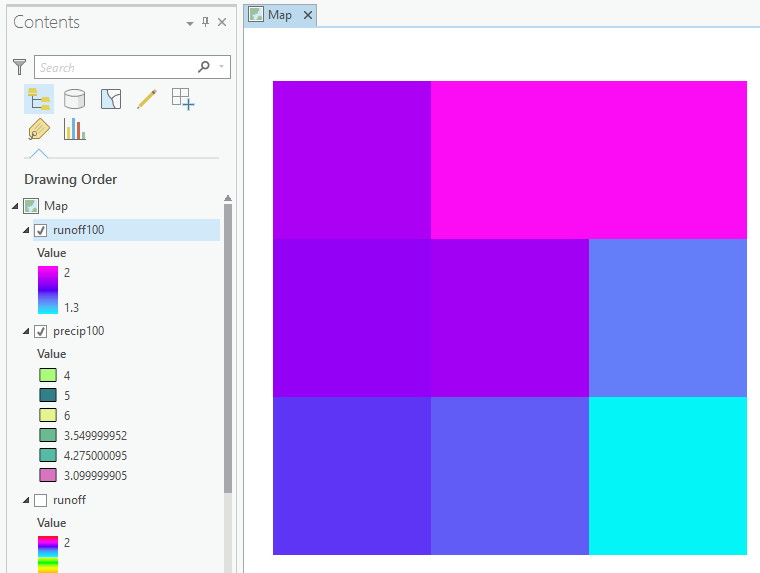 Contents
Map
Search
Drawing Order
Map
runoff100
Value
2
1.3
precip100
Value
4
5
6
3.549999952
4.275000095
3.099999905
runoff
Value
2